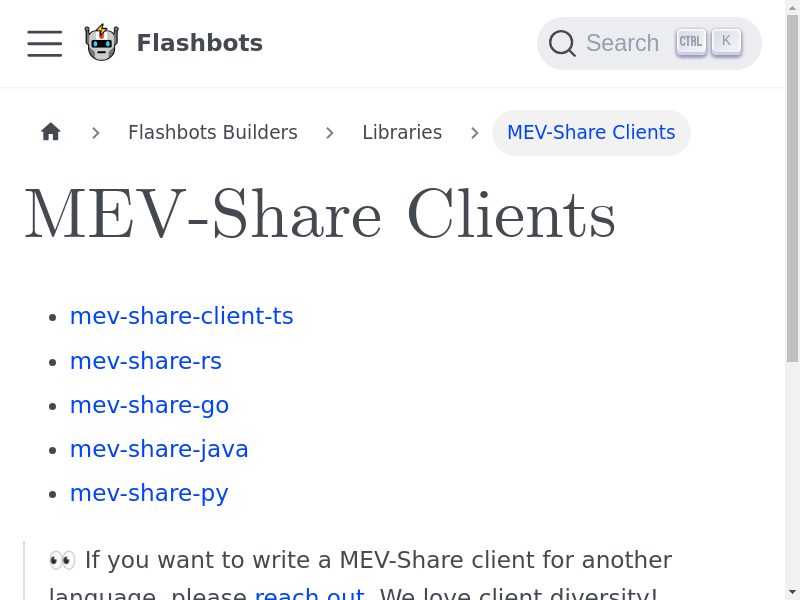 Flashbots
Search CTRL K
Flashbots Builders
Libraries
MEV-Share Clients
MEV-Share Clients
mev-share-client-ts
mev-share-rs
mev-share-go
mev-share-java
mev-share-py
👀 If you want to write a MEV-Share client for another
language, please reach out. We love client diversity!